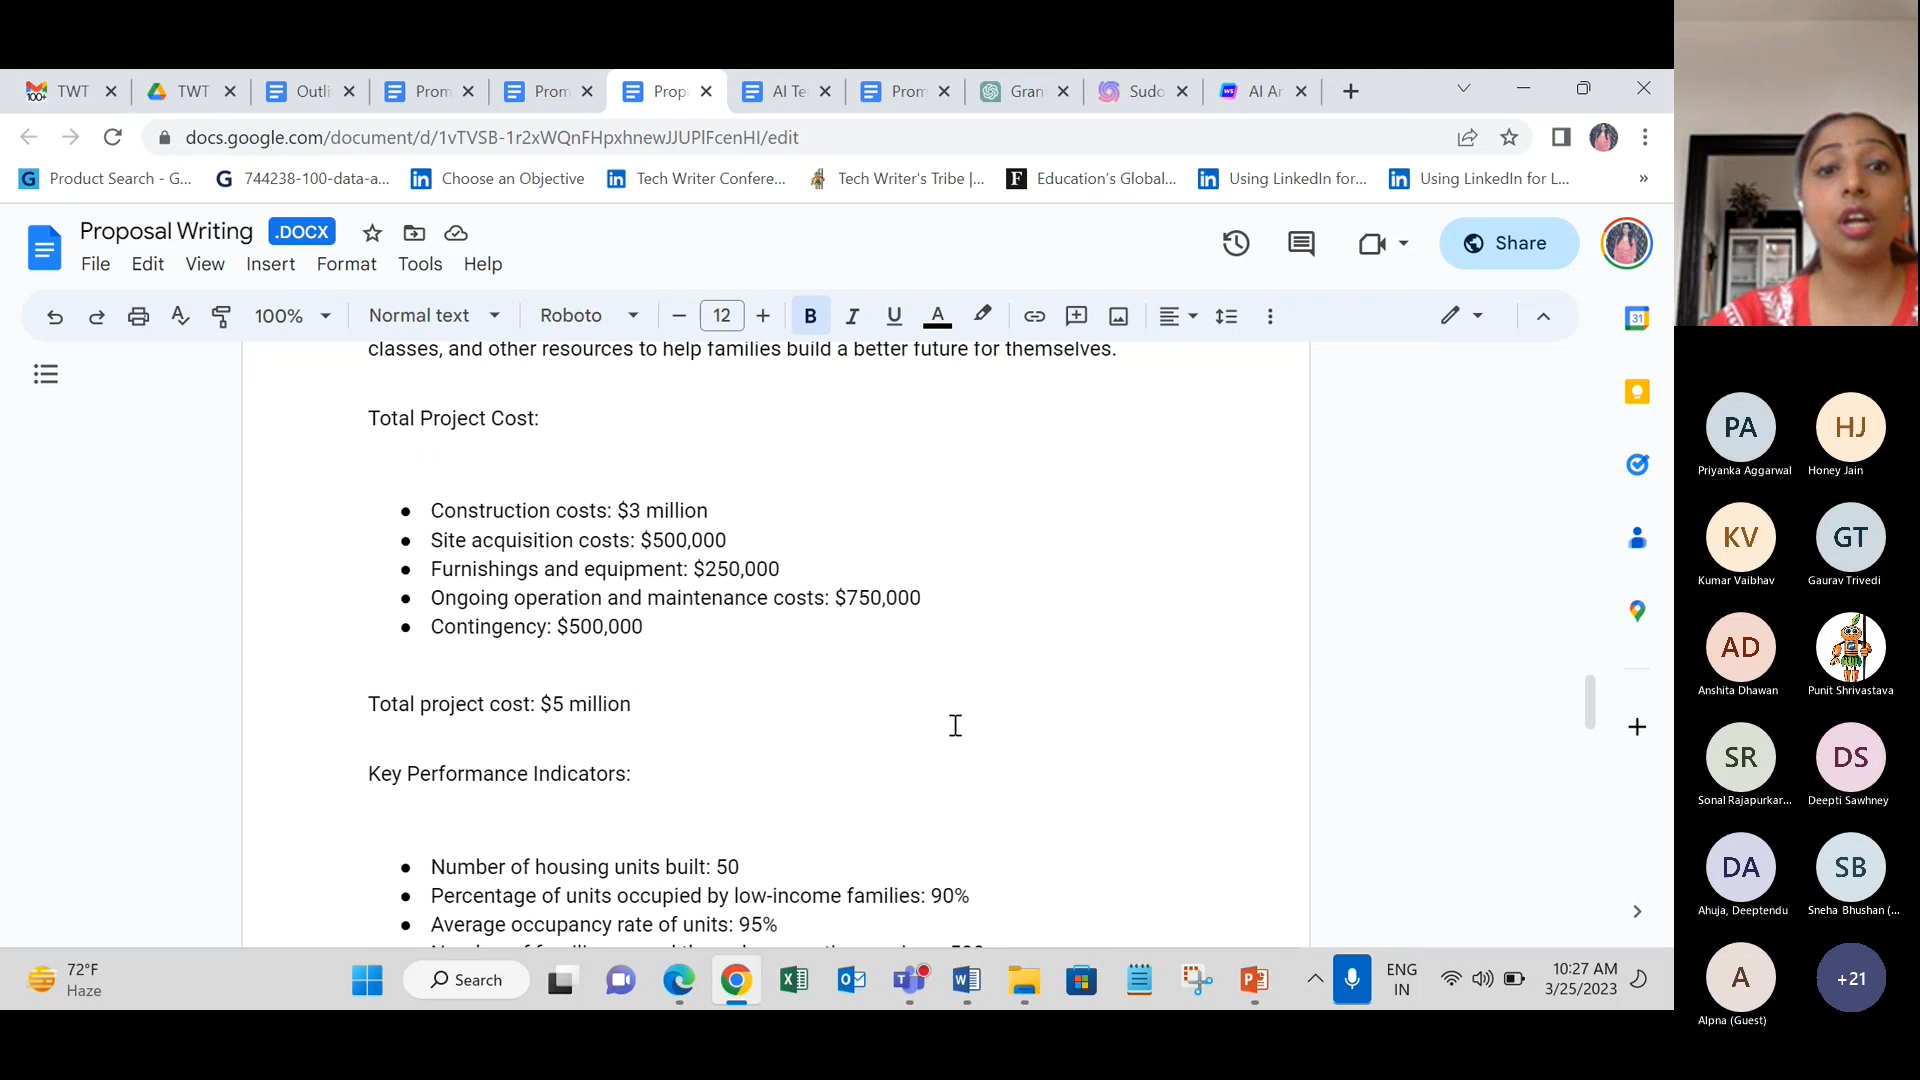 TWT
TWT
Outli
Prom
Prom
Prop
AI Te
Prom
Gran
Sudo
AI Ar
docs.google.com/document/d/1vTVSB-1r2xWQnFHpxhnewJJUPlFcenHI/edit
Product Search - G...
744238-100-data-a...
Choose an Objective
Tech Writer Confere...
Tech Writer's Tribe |...
Education's Global...
Using LinkedIn for...
Using LinkedIn for L...
Proposal Writing
.DOCX
Share
File Edit View Insert Format Tools Help
100%
Normal text
Roboto
12
B
I
U
A
31
classes, and other resources to help families build a better future for themselves.
Total Project Cost:
● Construction costs: $3 million
● Site acquisition costs: $500,000
● Furnishings and equipment: $250,000
● Ongoing operation and maintenance costs: $750,000
● Contingency: $500,000
Total project cost: $5 million
Key Performance Indicators:
● Number of housing units built: 50
● Percentage of units occupied by low-income families: 90%
● Average occupancy rate of units: 95%
PA
Priyanka Aggarwal
HJ
Honey Jain
KV
Kumar Vaibhav
GT
Gaurav Trivedi
AD
Anshita Dhawan
Punit Shrivastava
SR
Sonal Rajapurkar...
DS
Deepti Sawhney
DA
Ahuja, Deeptendu
SB
Sneha Bhushan (...
A
Alpna (Guest)
+21
72°F
Haze
Search
ENG
IN
10:27 AM
3/25/2023